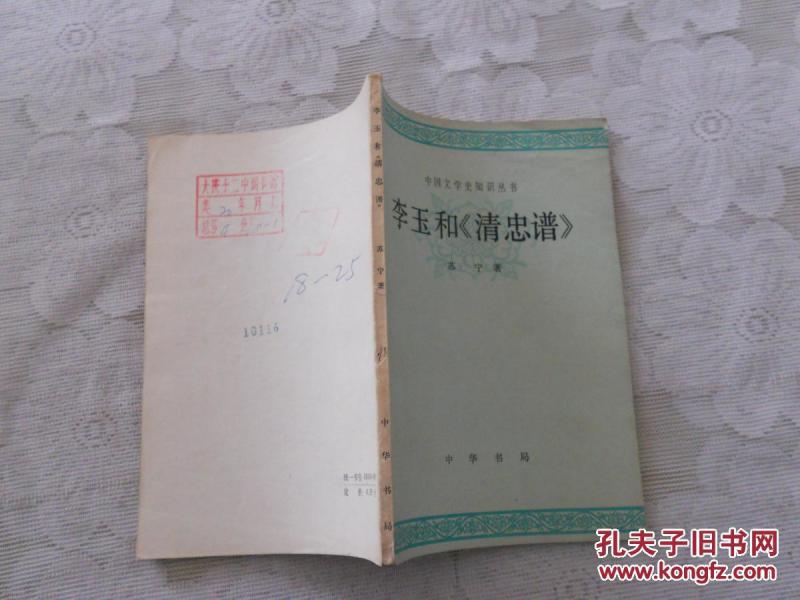 中国文学史知识丛书
李玉和《清忠谱》
苏宁著
中华书局
李玉和《清忠谱》
苏宁著
中华书局
18-25
10116
孔夫子旧书网
www.kongfz.com